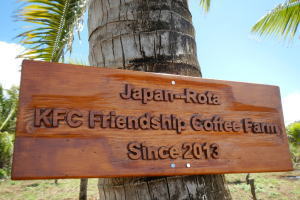 Japan-Rota
KFC Friendship Coffee Farm
Since 2013